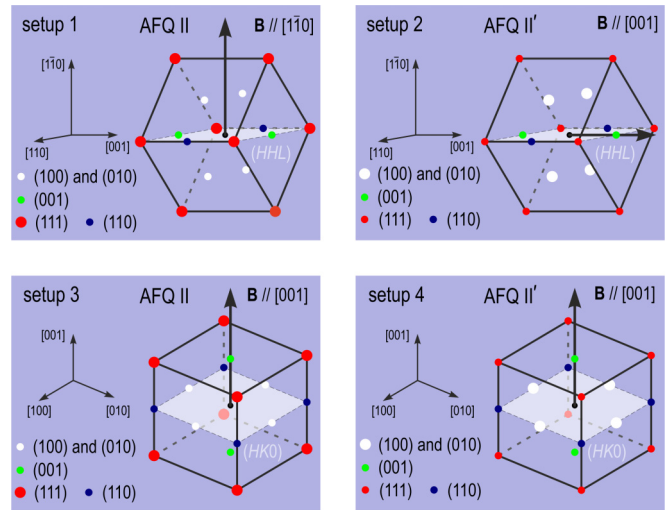 setup 1 AFQ II B // [11̄0]
[11̄0]
[110] [001]
(HHL)
(100) and (010)
(001)
(111) (110)
setup 2 AFQ II′ B // [001]
[11̄0]
[110] [001]
(HHL)
(100) and (010)
(001)
(111) (110)
setup 3 AFQ II B // [001]
[001]
[100] [010]
(100) and (010)
(001)
(HK0)
(111) (110)
setup 4 AFQ II′ B // [001]
[001]
[100] [010]
(100) and (010)
(001)
(HK0)
(111) (110)